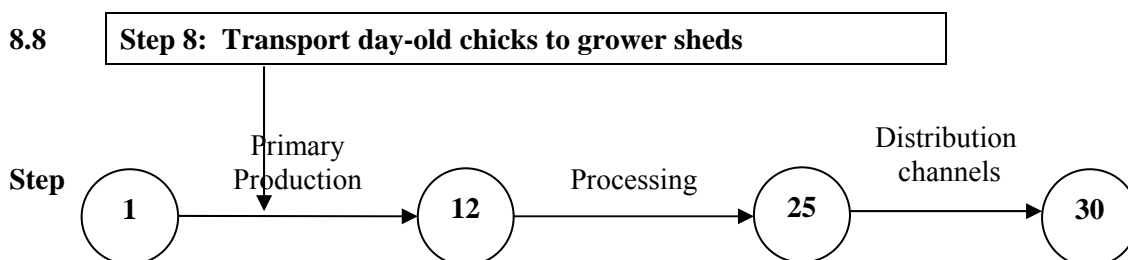 8.8 Step 8: Transport day-old chicks to grower sheds
Primary
Production
Processing
Distribution
channels
Step
1
12
25
30